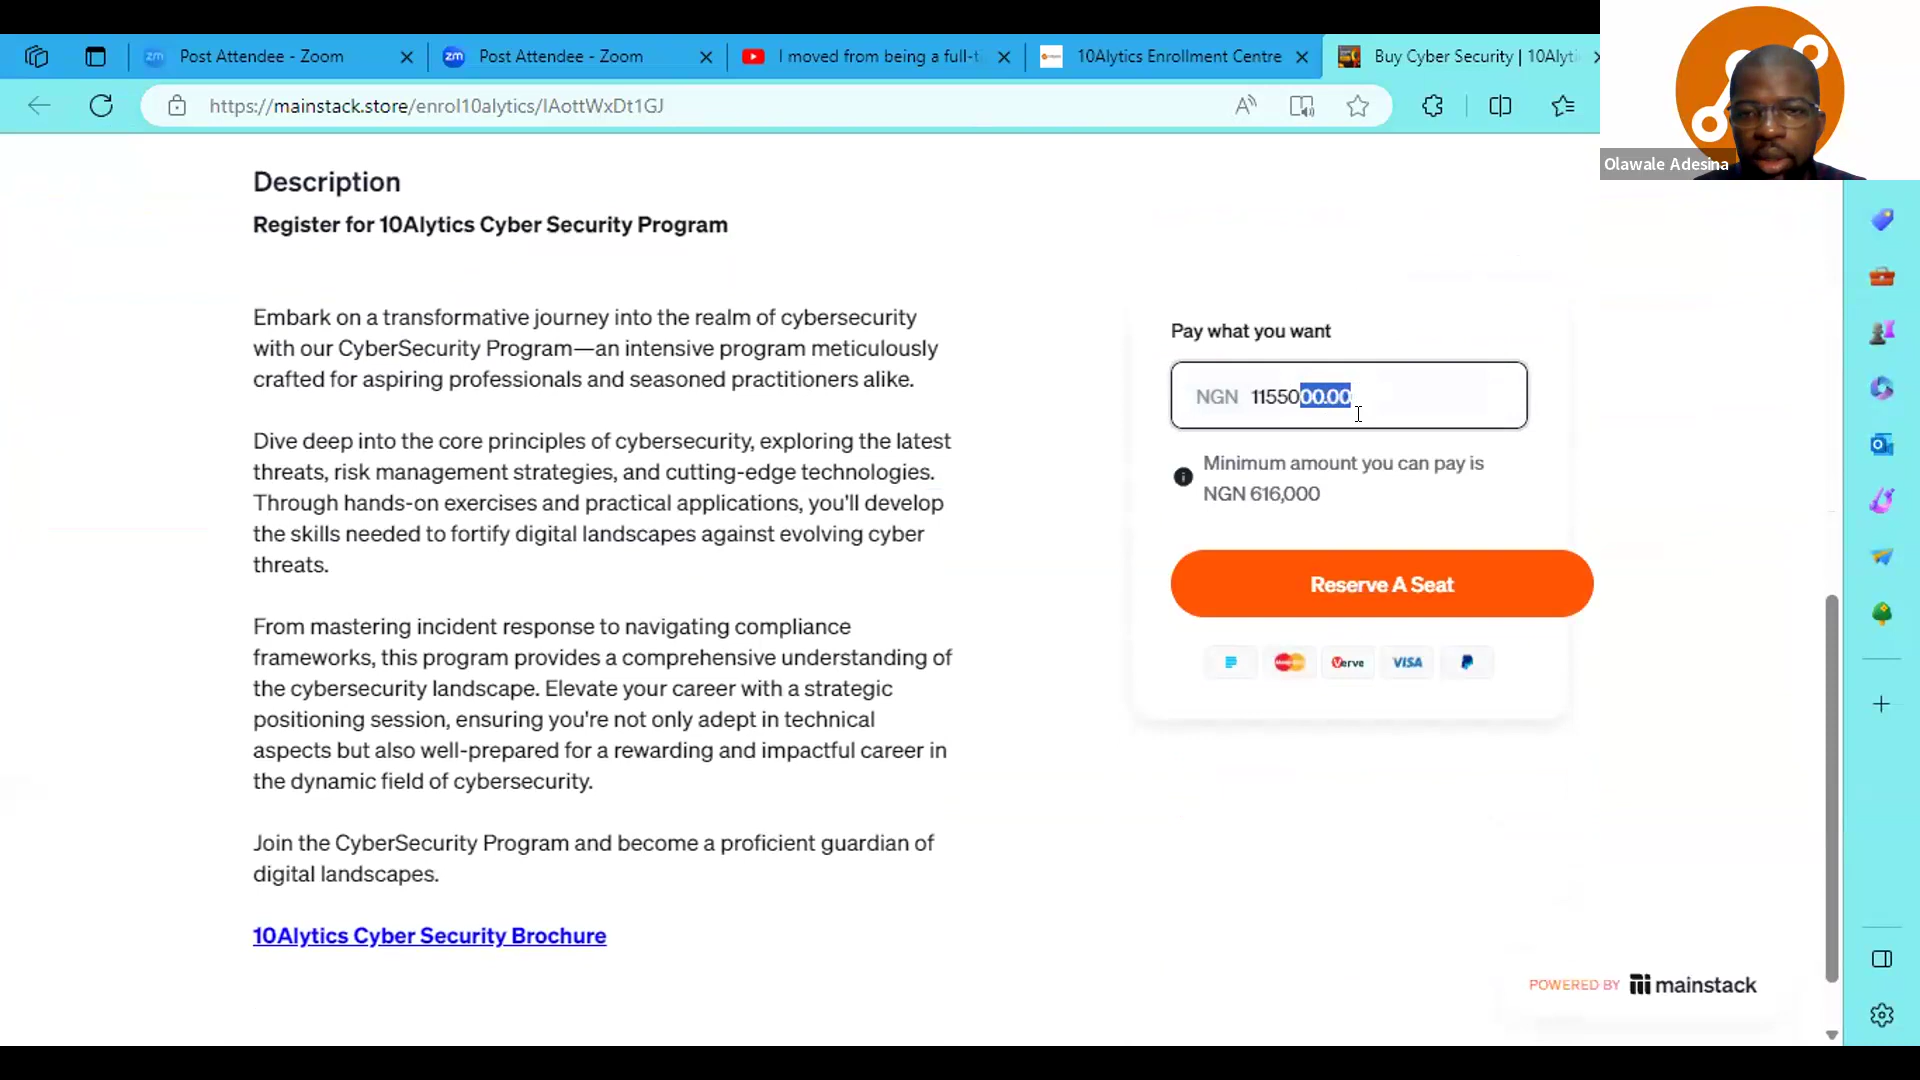 zm Post Attendee - Zoom
zm Post Attendee - Zoom
I moved from being a full-t
10Alytics Enrollment Centre
Buy Cyber Security | 10Alyti
https://mainstack.store/enrol10alytics/lAottWxDt1GJ
Olawale Adesina
Description
Register for 10Alytics Cyber Security Program
Embark on a transformative journey into the realm of cybersecurity
with our CyberSecurity Program—an intensive program meticulously
crafted for aspiring professionals and seasoned practitioners alike.
Dive deep into the core principles of cybersecurity, exploring the latest
threats, risk management strategies, and cutting-edge technologies.
Through hands-on exercises and practical applications, you'll develop
the skills needed to fortify digital landscapes against evolving cyber
threats.
From mastering incident response to navigating compliance
frameworks, this program provides a comprehensive understanding of
the cybersecurity landscape. Elevate your career with a strategic
positioning session, ensuring you're not only adept in technical
aspects but also well-prepared for a rewarding and impactful career in
the dynamic field of cybersecurity.
Join the CyberSecurity Program and become a proficient guardian of
digital landscapes.
10Alytics Cyber Security Brochure
Pay what you want
NGN 1155000.00
Minimum amount you can pay is
NGN 616,000
Reserve A Seat
Verve
VISA
POWERED BY mainstack